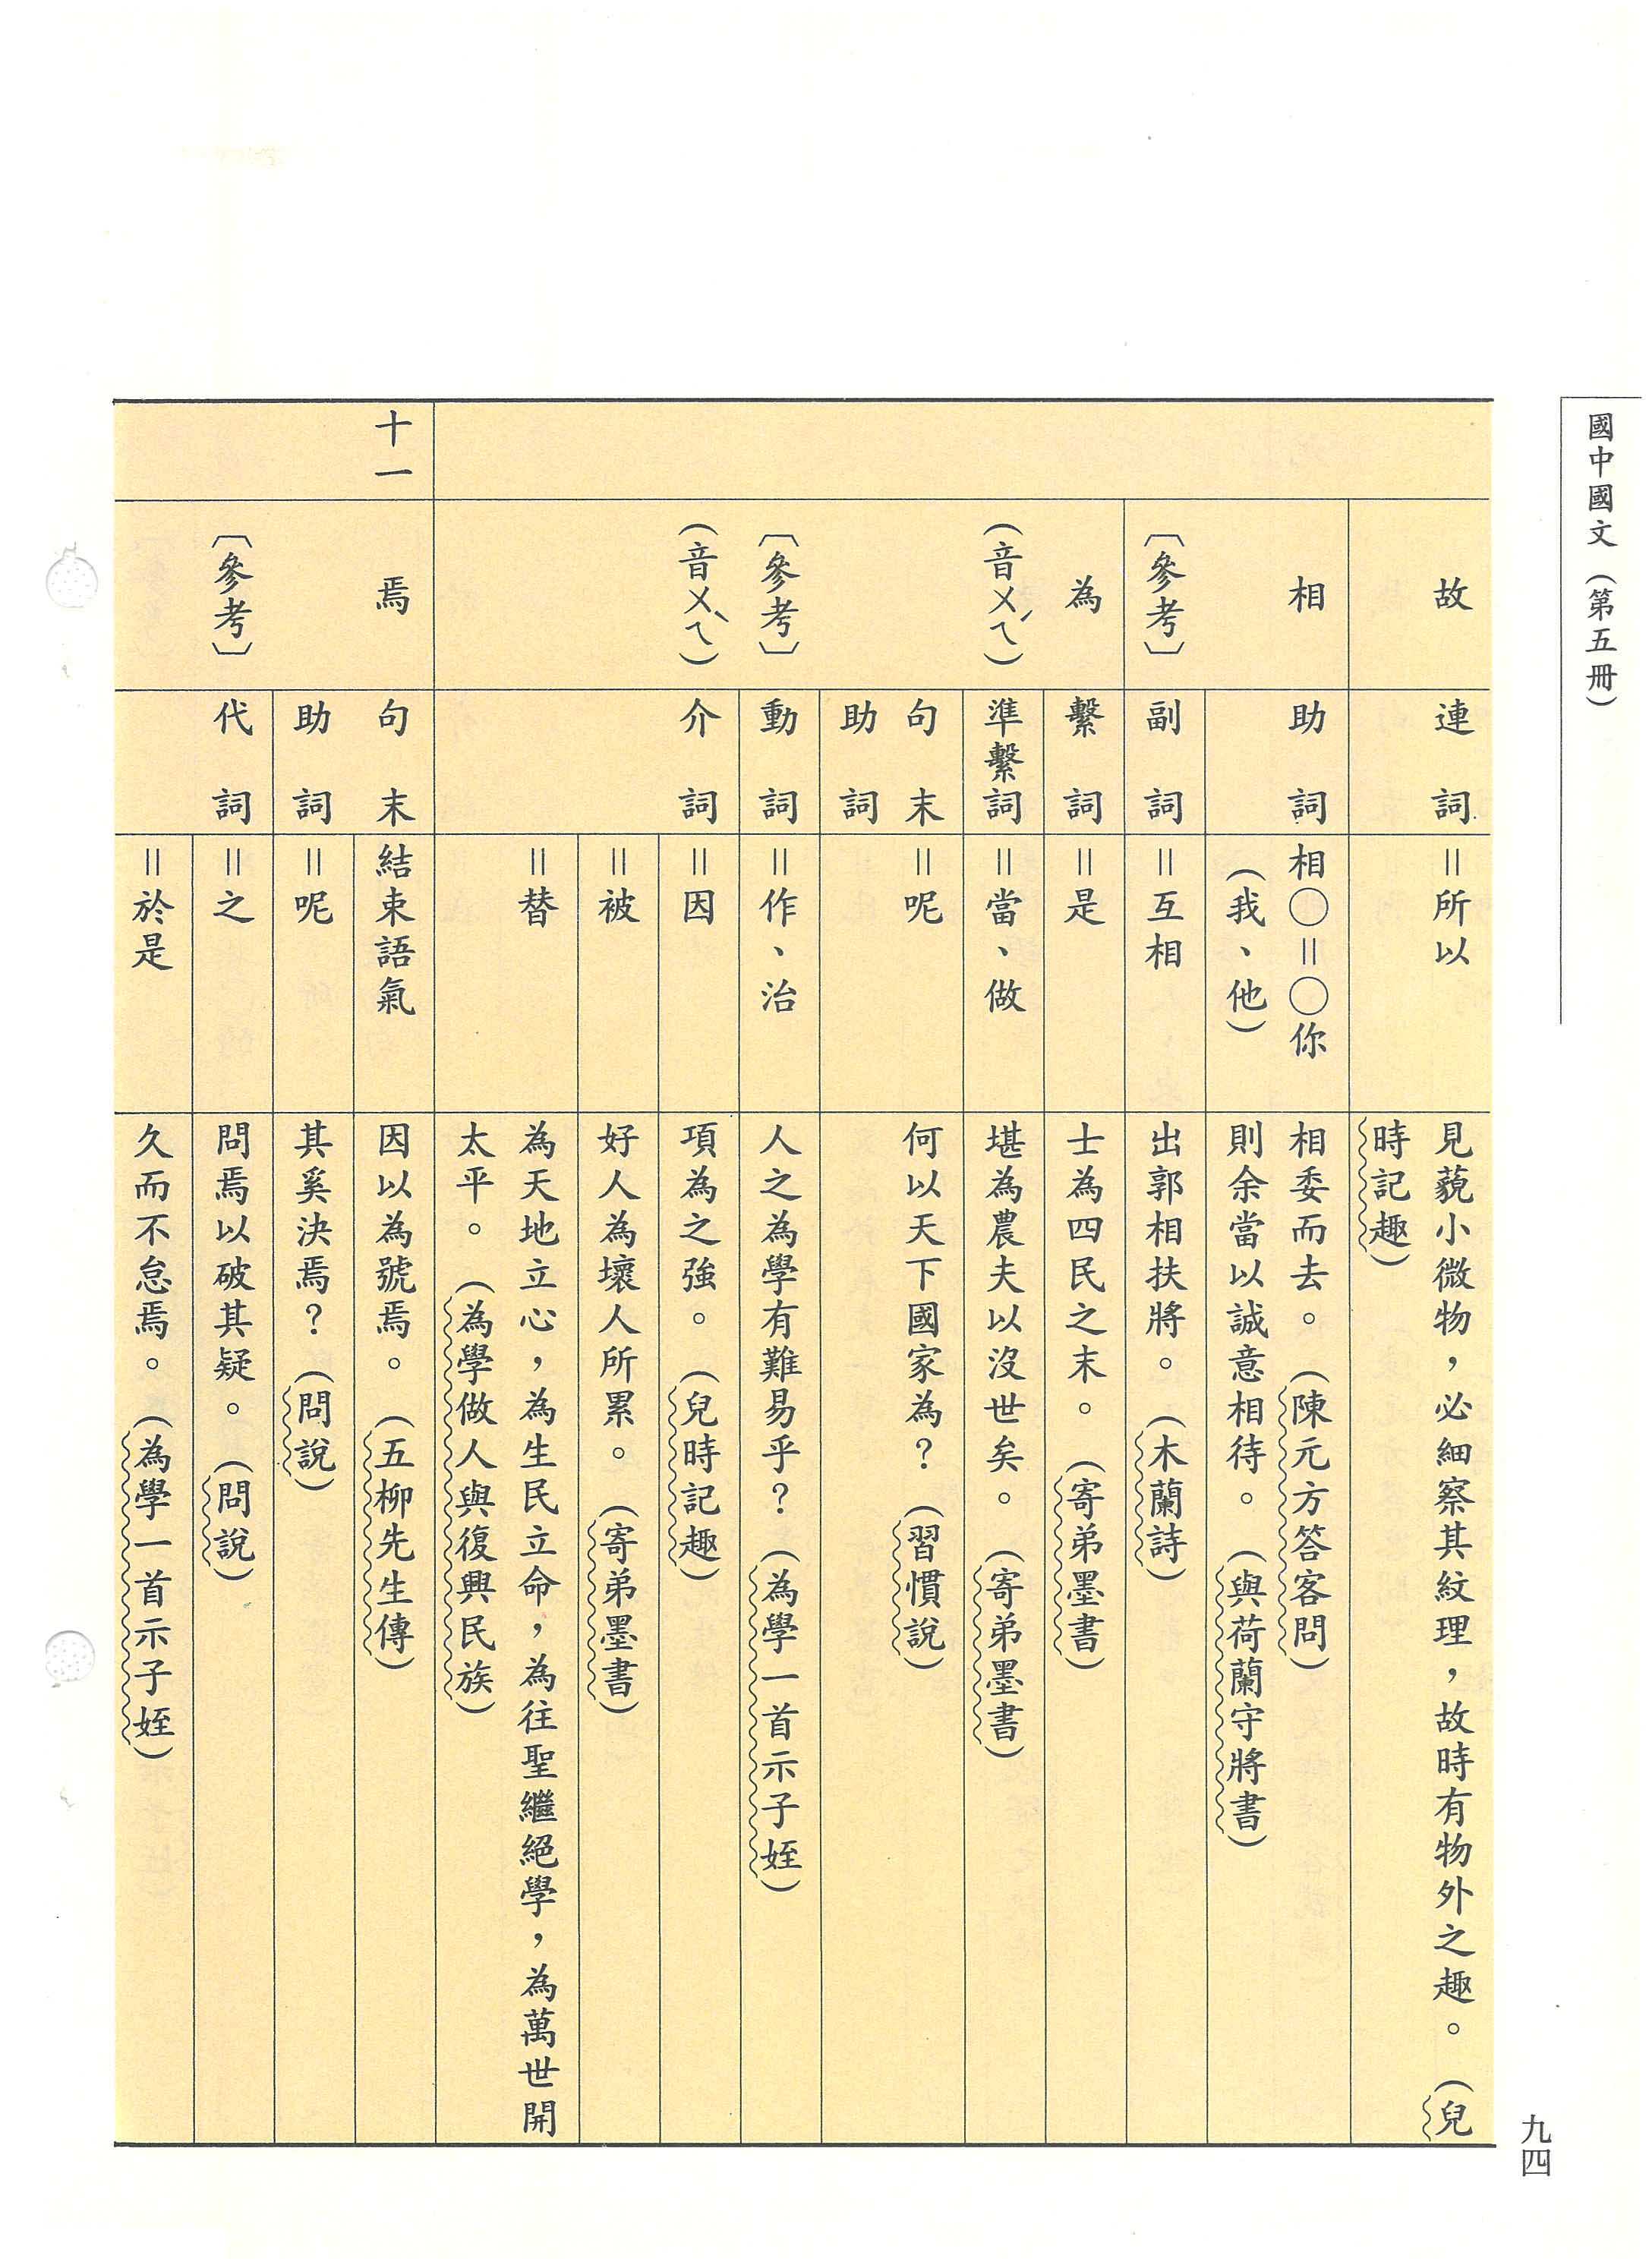 國中國文(第五冊)
九四
故
連詞
=所以
見藐小微物，必細察其紋理，故時有物外之趣。(兒
時記趣)
相
助詞
相○=○你
(我、他)
相委而去。(陳元方答客問)
則余當以誠意相待。(與荷蘭守將書)
〔參考〕
副詞
=互相
出郭相扶將。(木蘭詩)
為
(音ㄨㄟˊ)
繫詞
=是
士為四民之末。(寄弟墨書)
準繫詞
=當、做
堪為農夫以沒世矣。(寄弟墨書)
句末
助詞
=呢
何以天下國家為？(習慣說)
〔參考〕
動詞
=作、治
人之為學有難易乎？(為學一首示子姪)
(音ㄨㄟˋ)
介詞
=因
項為之強。(兒時記趣)
=被
好人為壞人所累。(寄弟墨書)
=替
為天地立心，為生民立命，為往聖繼絕學，為萬世開
太平。(為學做人與復興民族)
十一
焉
句末
助詞
結束語氣
因以為號焉。(五柳先生傳)
=呢
其奚決焉？(問說)
〔參考〕
代詞
=之
問焉以破其疑。(問說)
=於是
久而不怠焉。(為學一首示子姪)